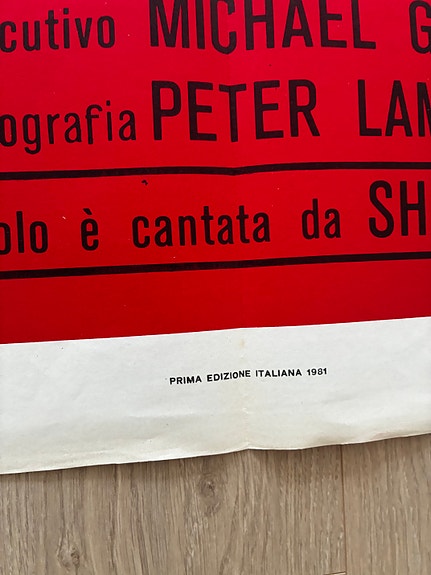 cutivo MICHAEL G
ografia PETER LAM
olo è cantata da SH
PRIMA EDIZIONE ITALIANA 1981